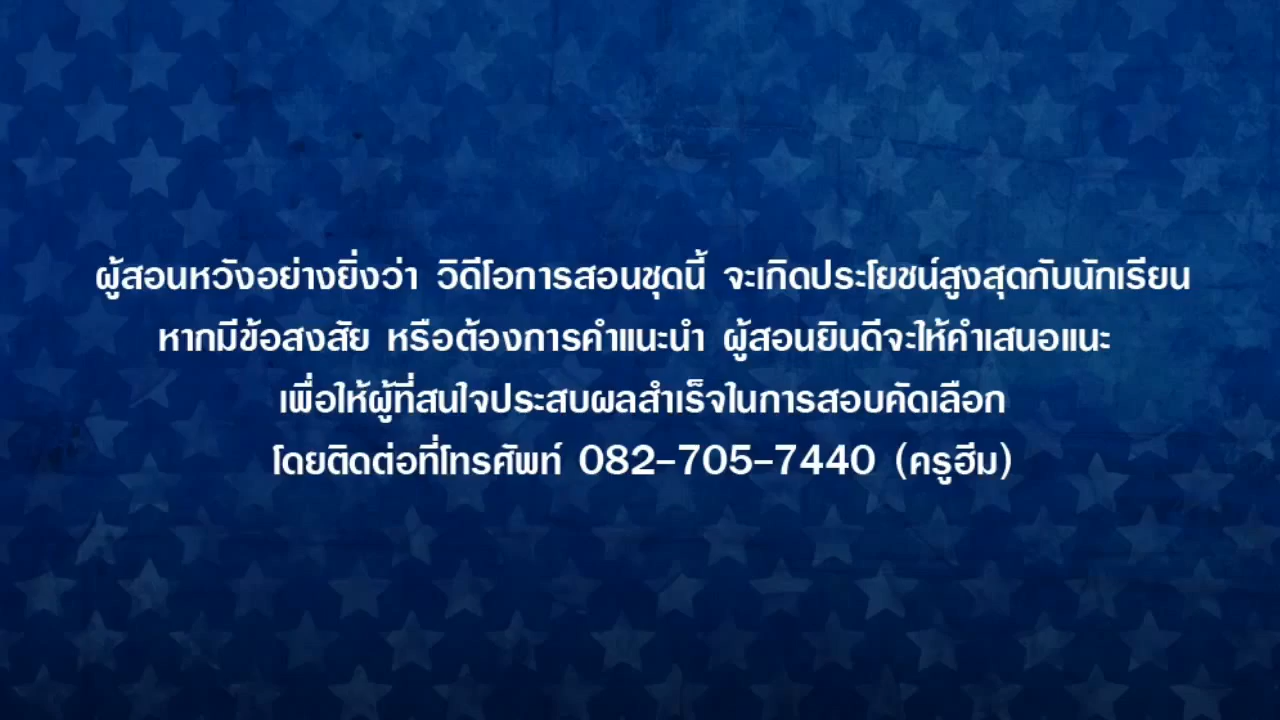 ผู้สอนหวังอย่างยิ่งว่า วิดีโอการสอนชุดนี้ จะเกิดประโยชน์สูงสุดกับนักเรียน
หากมีข้อสงสัย หรือต้องการคำแนะนำ ผู้สอนยินดีจะให้คำเสนอแนะ
เพื่อให้ผู้ที่สนใจประสบผลสำเร็จในการสอบคัดเลือก
โดยติดต่อที่โทรศัพท์ 082-705-7440 (ครูฮีม)